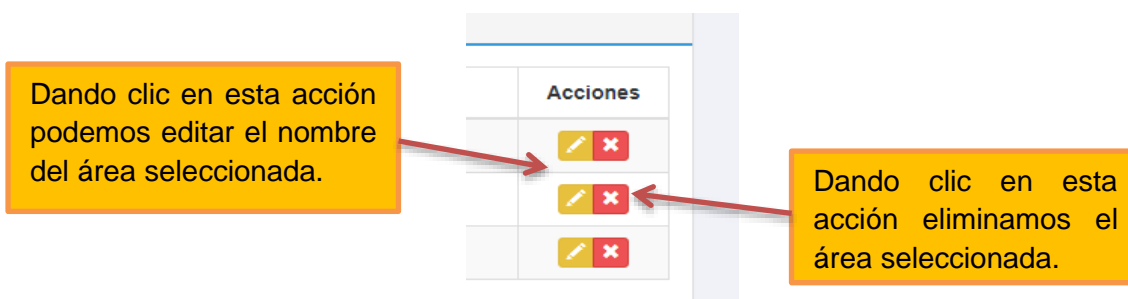 Dando clic en esta acción
podemos editar el nombre
del área seleccionada.
Acciones
Dando clic en esta
acción eliminamos el
área seleccionada.